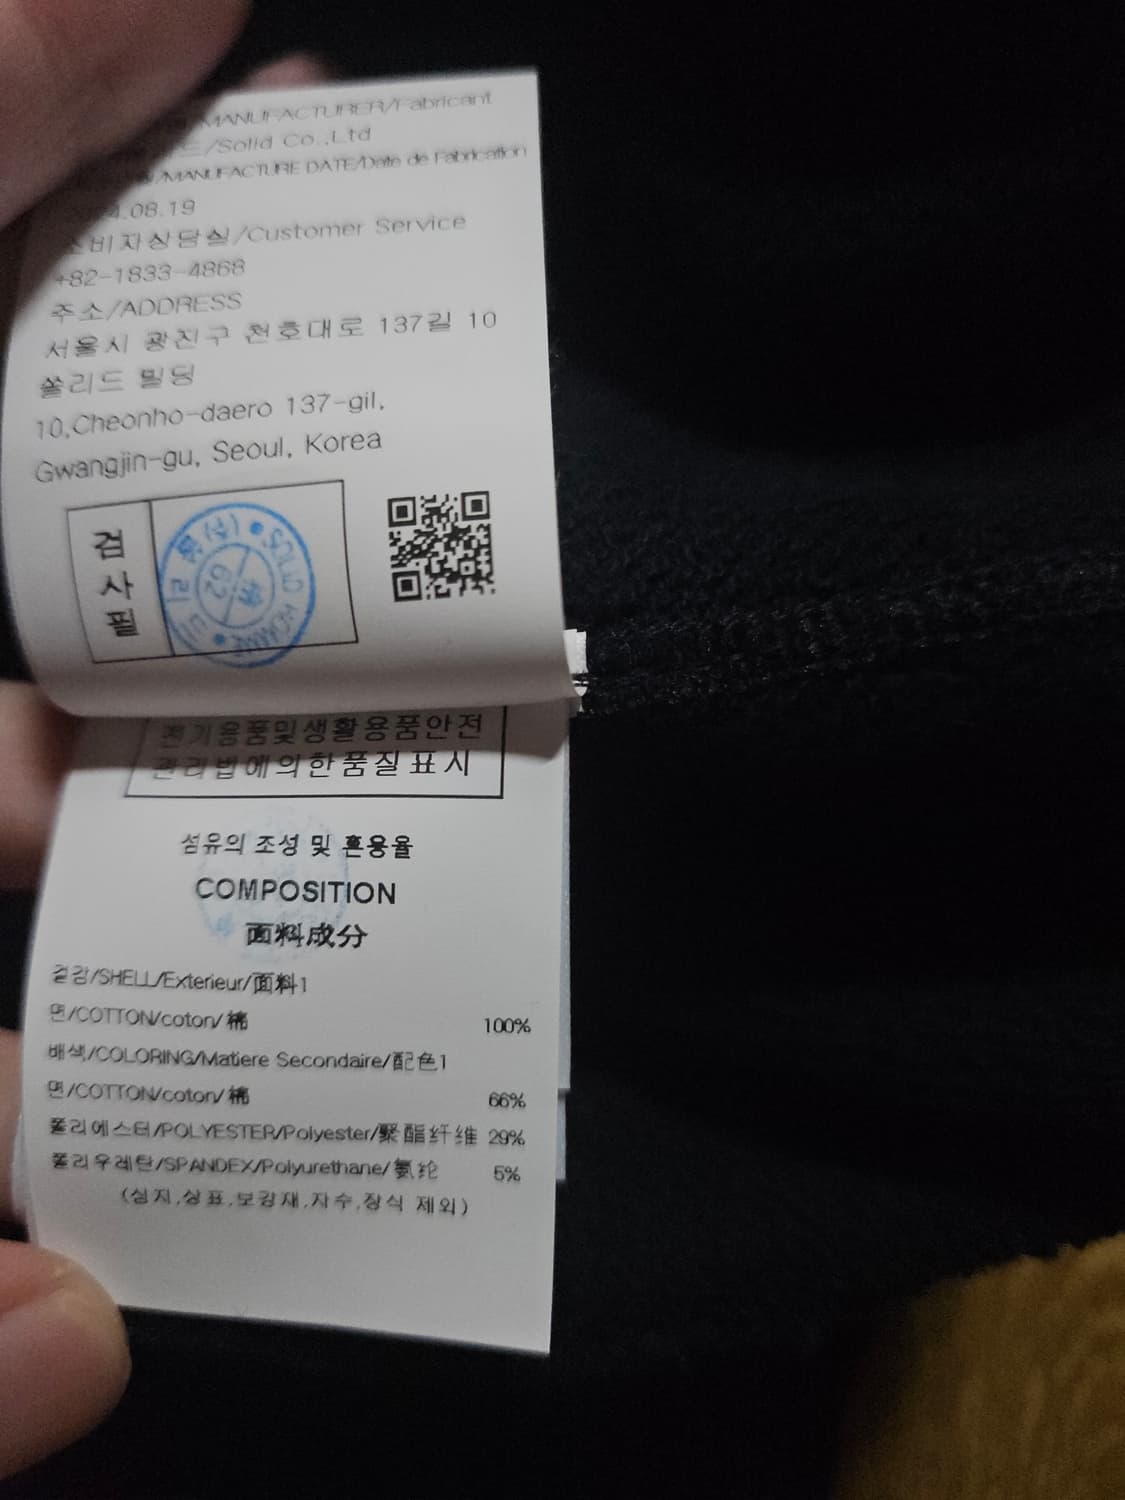 MANUFACTURER/Fabricant
/Solid Co.,Ltd
/MANUFACTURE DATE/Date de Fabrication
.08.19
소비자상담실/Customer Service
+82-1833-4868
주소/ADDRESS
서울시 광진구 천호대로 137길 10
쏠리드 빌딩
10,Cheonho-daero 137-gil,
Gwangjin-gu, Seoul, Korea
검사필
SOLID HOMME
전기용품및생활용품안전
관리법에의한품질표시
섬유의 조성 및 혼용율
COMPOSITION
面料成分
겉감/SHELL/Exterieur/面料1
면/COTTON/coton/棉 100%
배색/COLORING/Matiere Secondaire/配色1
면/COTTON/coton/棉 66%
폴리에스터/POLYESTER/Polyester/聚酯纤维 29%
폴리우레탄/SPANDEX/Polyurethane/氨纶 5%
(심지,상표,보강재,자수,장식 제외)